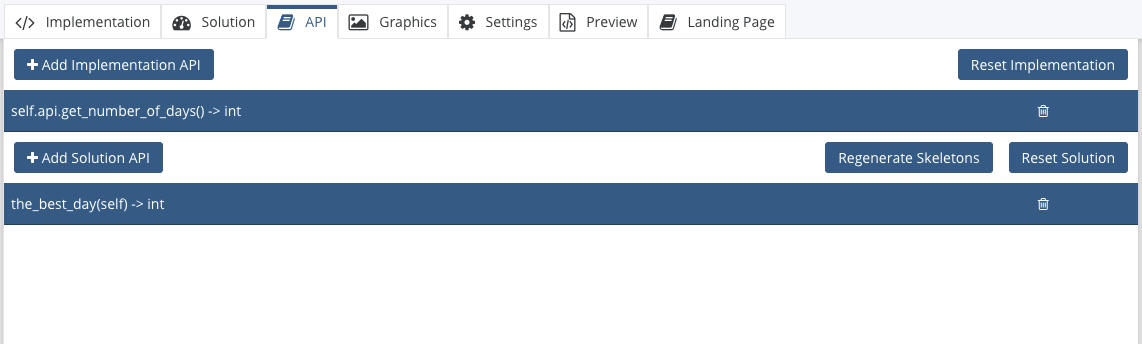 Implementation Solution API Graphics Settings Preview Landing Page
+ Add Implementation API Reset Implementation
self.api.get_number_of_days() -> int
+ Add Solution API Regenerate Skeletons Reset Solution
the_best_day(self) -> int